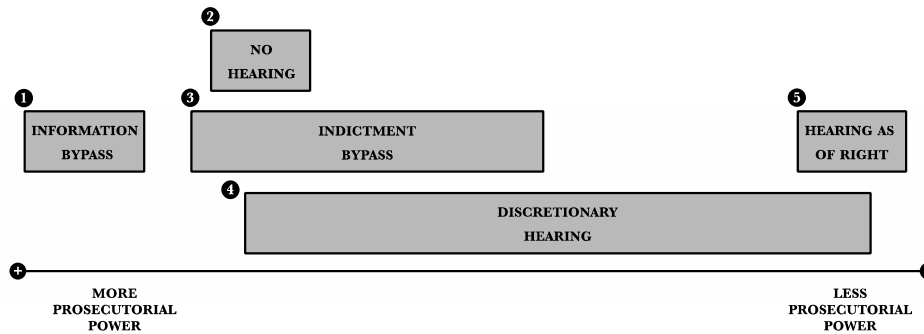 2
NO
HEARING
1
3
5
INFORMATION
BYPASS
INDICTMENT
BYPASS
HEARING AS
OF RIGHT
4
DISCRETIONARY
HEARING
+
MORE
PROSECUTORIAL
POWER
LESS
PROSECUTORIAL
POWER